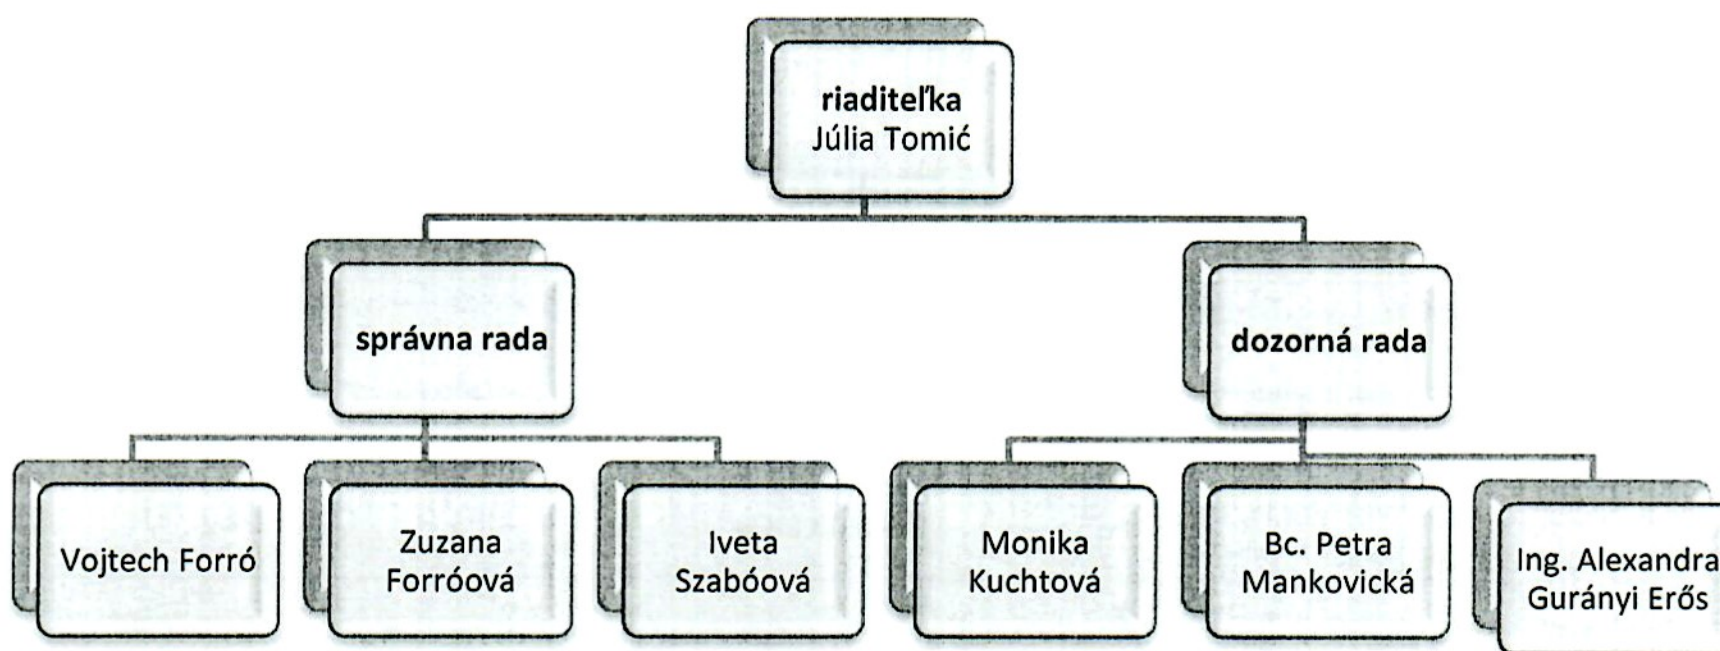 riaditeľka
Júlia Tomić
správna rada
dozorná rada
Vojtech Forró
Zuzana
Forróová
Iveta
Szabóová
Monika
Kuchtová
Bc. Petra
Mankovická
Ing. Alexandra
Gurányi Erős